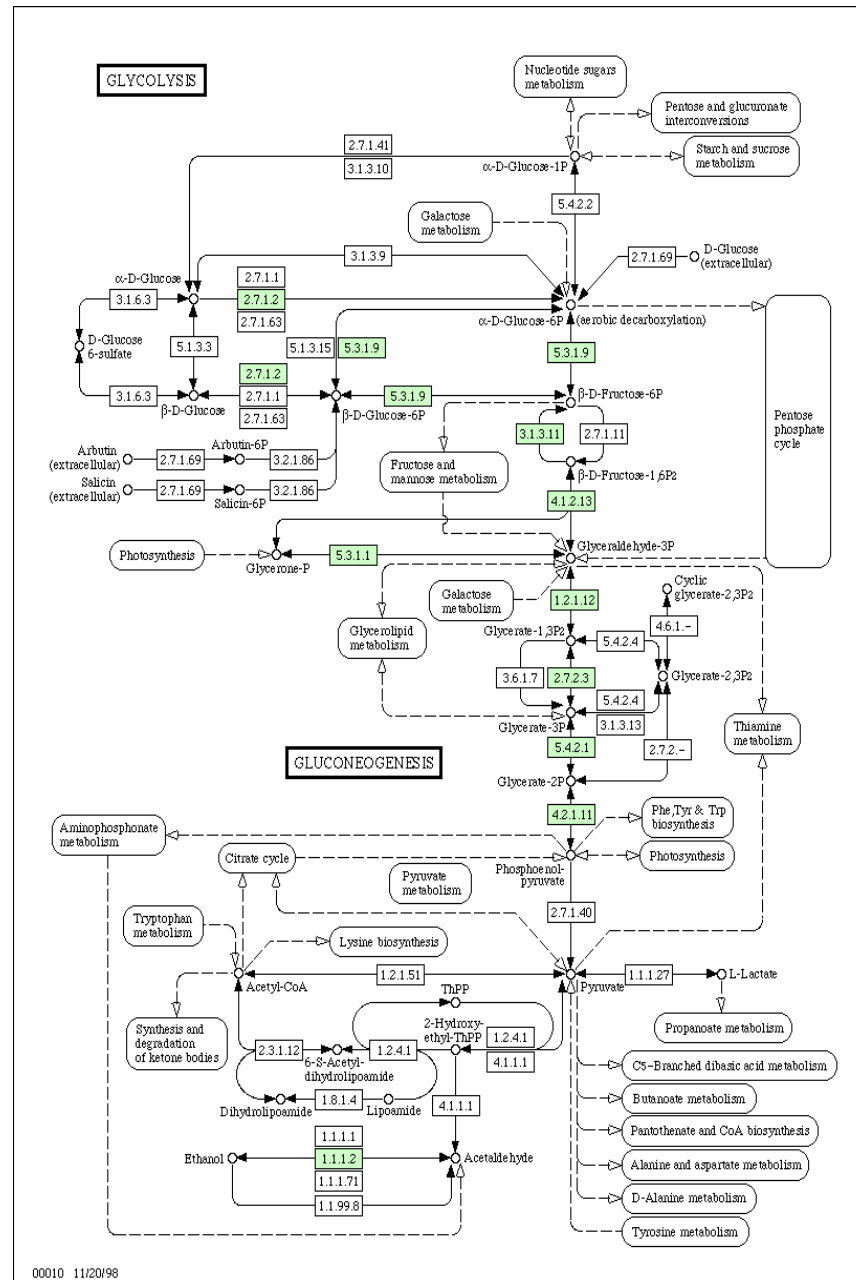 GLYCOLYSIS
Nucleotide sugars
metabolism
Pentose and glucuronate
interconversions
Starch and sucrose
metabolism
2.7.1.41
3.1.3.10
α-D-Glucose-1P
5.4.2.2
Galactose
metabolism
3.1.3.9
2.7.1.69
D-Glucose
(extracellular)
α-D-Glucose
3.1.6.3
2.7.1.1
2.7.1.2
2.7.1.63
α-D-Glucose-6P
(aerobic decarboxylation)
D-Glucose
6-sulfate
5.1.3.3
5.1.3.15
5.3.1.9
5.3.1.9
3.1.6.3
β-D-Glucose
2.7.1.2
2.7.1.1
2.7.1.63
β-D-Glucose-6P
5.3.1.9
β-D-Fructose-6P
Pentose
phosphate
cycle
3.1.3.11
2.7.1.11
Arbutin
(extracellular)
2.7.1.69
Arbutin-6P
3.2.1.86
Salicin
(extracellular)
2.7.1.69
Salicin-6P
3.2.1.86
Fructose and
mannose metabolism
β-D-Fructose-1,6P2
4.1.2.13
Photosynthesis
Glycerone-P
5.3.1.1
Glyceraldehyde-3P
Galactose
metabolism
1.2.1.12
Cyclic
glycerate-2,3P2
Glycerolipid
metabolism
Glycerate-1,3P2
5.4.2.4
4.6.1.-
3.6.1.7
2.7.2.3
Glycerate-2,3P2
5.4.2.4
3.1.3.13
Glycerate-3P
Thiamine
metabolism
5.4.2.1
2.7.2.-
GLUCONEOGENESIS
Glycerate-2P
4.2.1.11
Phe,Tyr & Trp
biosynthesis
Aminophosphonate
metabolism
Citrate cycle
Phosphoenol-
pyruvate
Photosynthesis
Pyruvate
metabolism
2.7.1.40
Tryptophan
metabolism
Lysine biosynthesis
Acetyl-CoA
1.2.1.51
Pyruvate
1.1.1.27
L-Lactate
ThPP
Synthesis and
degradation
of ketone bodies
2-Hydroxy-
ethyl-ThPP
Propanoate metabolism
2.3.1.12
6-S-Acetyl-
dihydrolipoamide
1.2.4.1
1.2.4.1
4.1.1.1
C5-Branched dibasic acid metabolism
Dihydrolipoamide
1.8.1.4
Lipoamide
4.1.1.1
Butanoate metabolism
Pantothenate and CoA biosynthesis
Ethanol
1.1.1.1
1.1.1.2
1.1.1.71
1.1.99.8
Acetaldehyde
Alanine and aspartate metabolism
D-Alanine metabolism
Tyrosine metabolism
00010 11/20/98